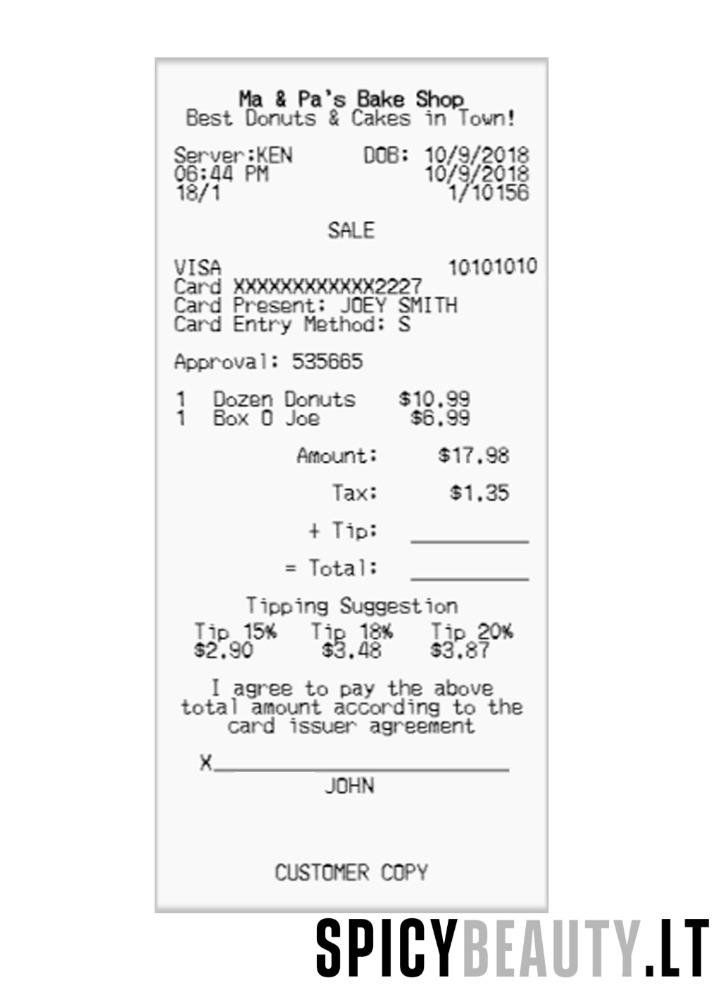 Ma & Pa's Bake Shop
Best Donuts & Cakes in Town!
Server:KEN DOB: 10/9/2018
06:44 PM 10/9/2018
18/1 1/10156
SALE
VISA 10101010
Card XXXXXXXXXXXX2227
Card Present: JOEY SMITH
Card Entry Method: S
Approval: 535665
1 Dozen Donuts $10.99
1 Box O Joe $6.99
Amount: $17.98
Tax: $1.35
+ Tip:
= Total:
Tipping Suggestion
Tip 15% Tip 18% Tip 20%
$2.90 $3.48 $3.87
I agree to pay the above
total amount according to the
card issuer agreement
X
JOHN
CUSTOMER COPY
SPICYBEAUTY.LT